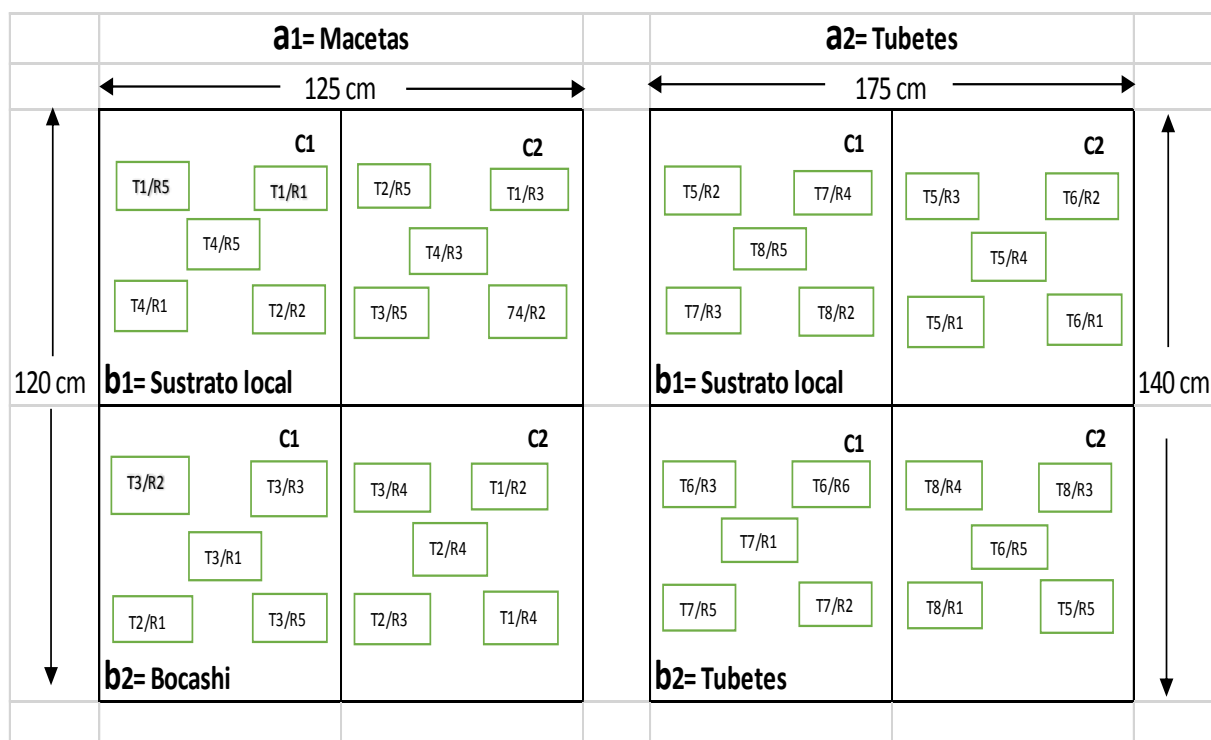 a1= Macetas
a2= Tubetes
125 cm
175 cm
C1
C2
C1
C2
T1/R5
T1/R1
T2/R5
T1/R3
T5/R2
T7/R4
T5/R3
T6/R2
T4/R5
T4/R3
T8/R5
T5/R4
T4/R1
T2/R2
T3/R5
74/R2
T7/R3
T8/R2
T5/R1
T6/R1
120 cm
b1= Sustrato local
b1= Sustrato local
140 cm
C1
C2
C1
C2
T3/R2
T3/R3
T3/R4
T1/R2
T6/R3
T6/R6
T8/R4
T8/R3
T3/R1
T2/R4
T7/R1
T6/R5
T2/R1
T3/R5
T2/R3
T1/R4
T7/R5
T7/R2
T8/R1
T5/R5
b2= Bocashi
b2= Tubetes